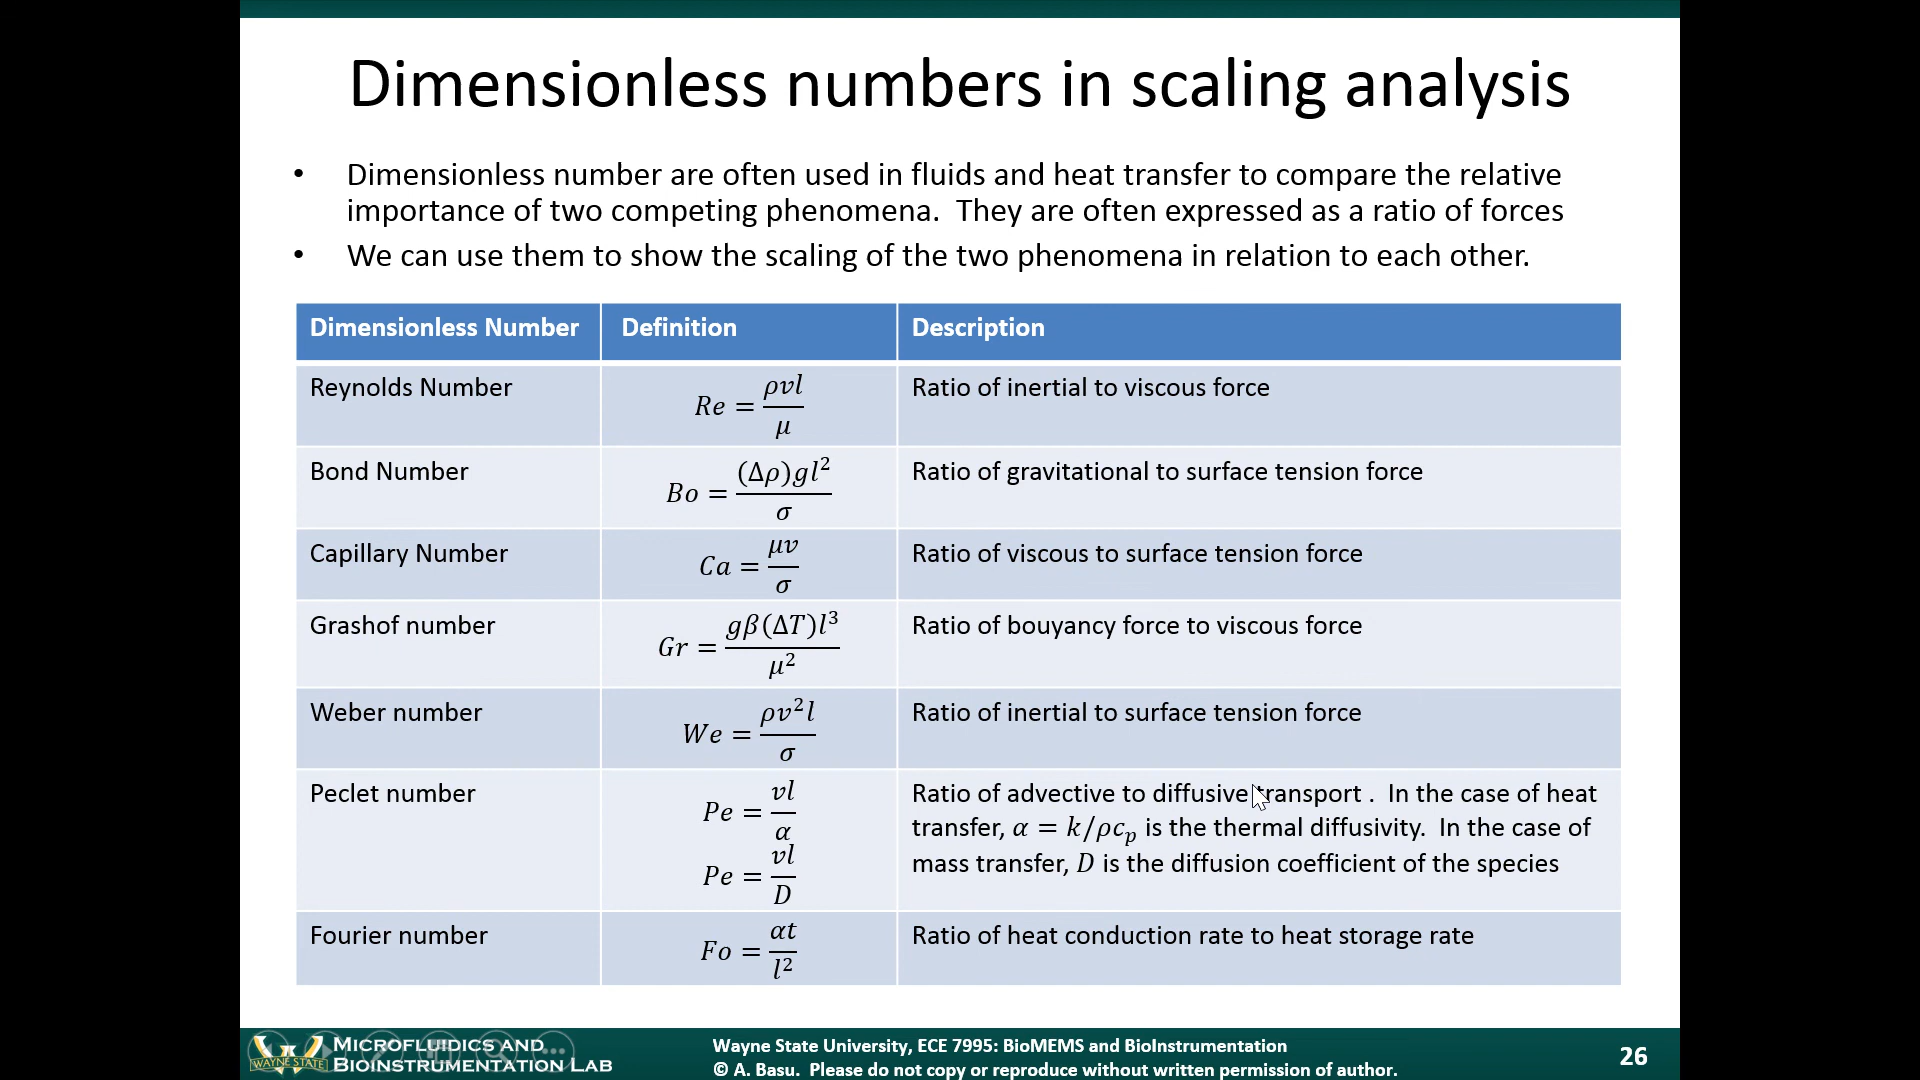 Dimensionless numbers in scaling analysis
• Dimensionless number are often used in fluids and heat transfer to compare the relative
importance of two competing phenomena. They are often expressed as a ratio of forces
• We can use them to show the scaling of the two phenomena in relation to each other.
Dimensionless Number Definition Description
Reynolds Number Re = ρvl/μ Ratio of inertial to viscous force
Bond Number Bo = (Δρ)gl²/σ Ratio of gravitational to surface tension force
Capillary Number Ca = μv/σ Ratio of viscous to surface tension force
Grashof number Gr = gβ(ΔT)l³/μ² Ratio of bouyancy force to viscous force
Weber number We = ρv²l/σ Ratio of inertial to surface tension force
Peclet number Pe = vl/α Ratio of advective to diffusive transport . In the case of heat
transfer, α = k/ρcₚ is the thermal diffusivity. In the case of
Pe = vl/D mass transfer, D is the diffusion coefficient of the species
Fourier number Fo = αt/l² Ratio of heat conduction rate to heat storage rate
WAYNE STATE
MICROFLUIDICS AND
BIOINSTRUMENTATION LAB
Wayne State University, ECE 7995: BioMEMS and BioInstrumentation
© A. Basu. Please do not copy or reproduce without written permission of author.
26